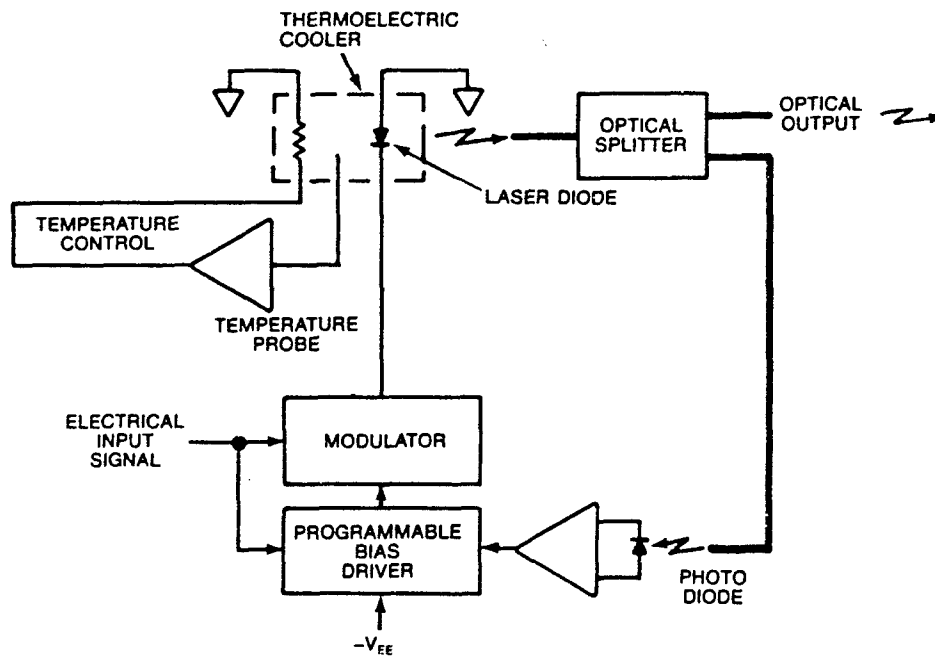 THERMOELECTRIC
COOLER
OPTICAL
SPLITTER
OPTICAL
OUTPUT
LASER DIODE
TEMPERATURE
CONTROL
TEMPERATURE
PROBE
ELECTRICAL
INPUT
SIGNAL
MODULATOR
PROGRAMMABLE
BIAS
DRIVER
PHOTO
DIODE
-VEE